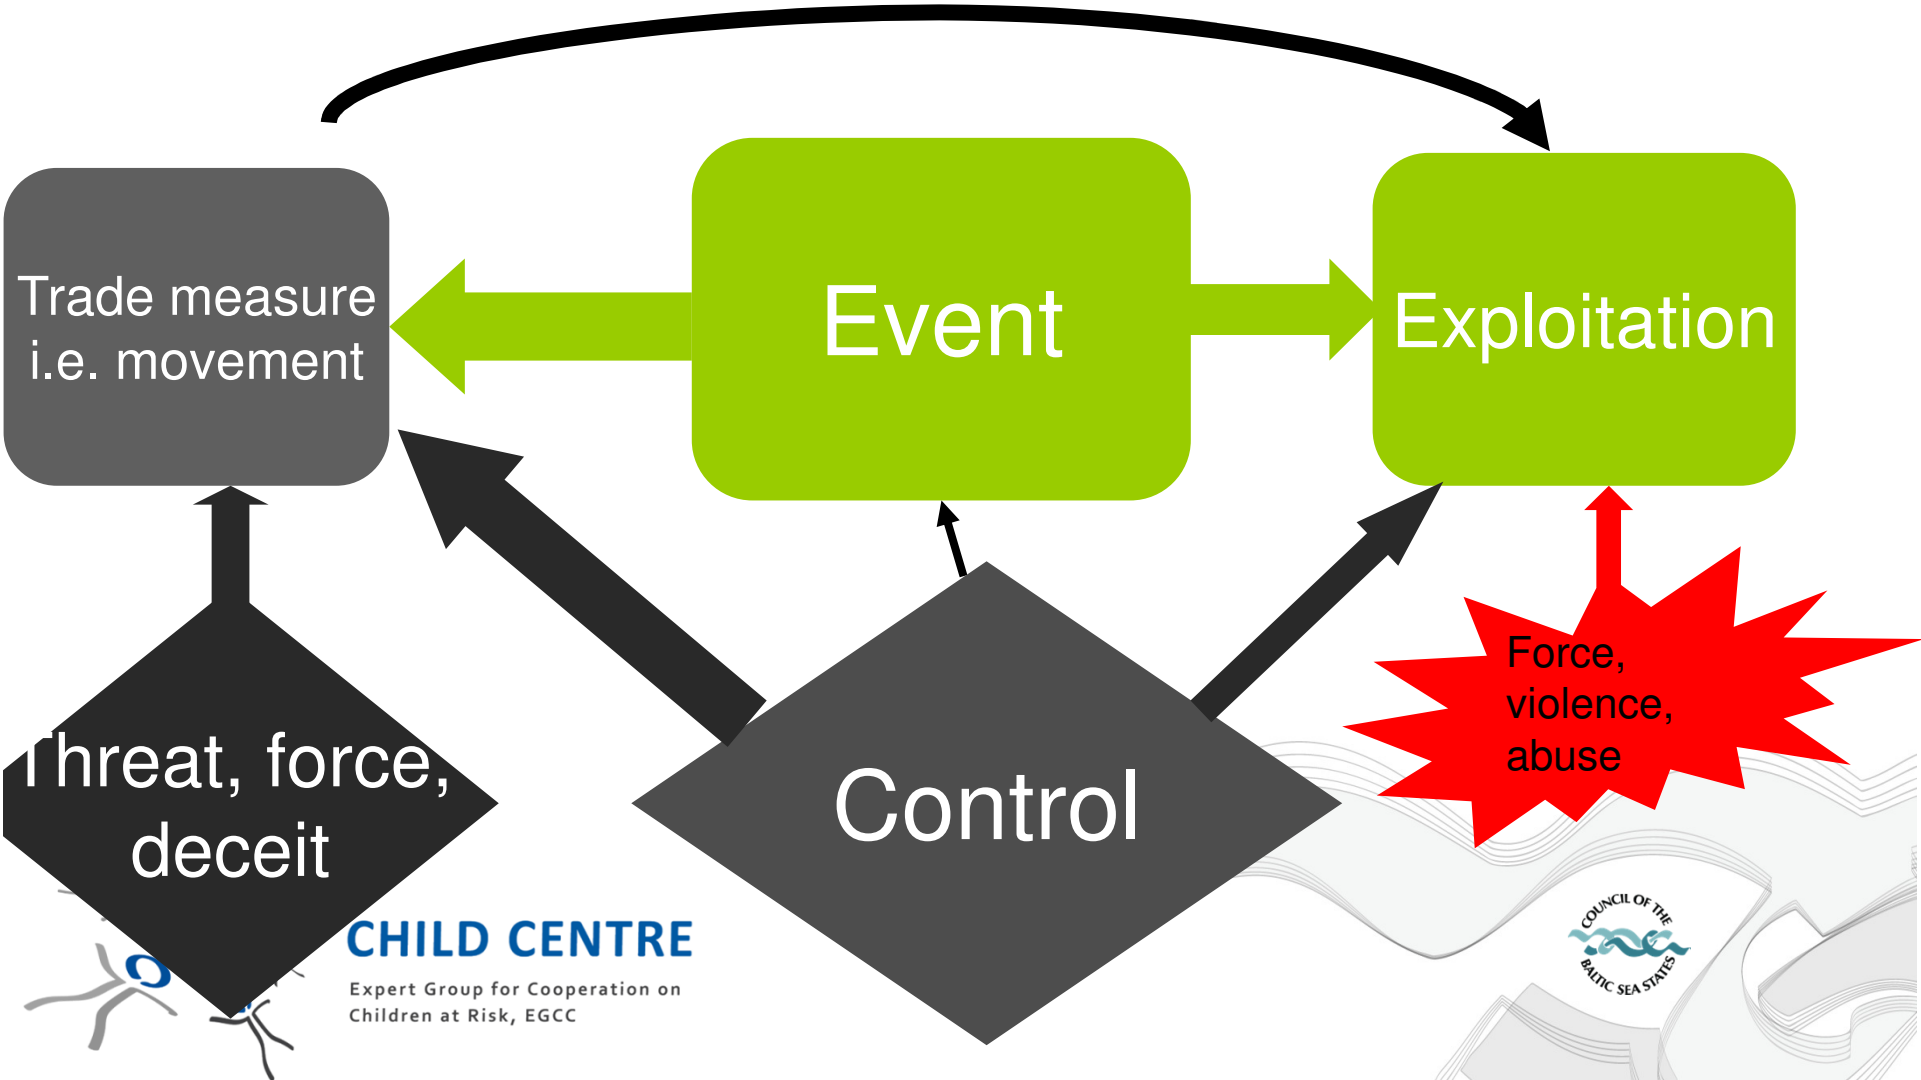 Trade measure
i.e. movement
Event
Exploitation
Threat, force,
deceit
Control
Force,
violence,
abuse
CHILD CENTRE
Expert Group for Cooperation on
Children at Risk, EGCC
COUNCIL OF THE
BALTIC SEA STATES